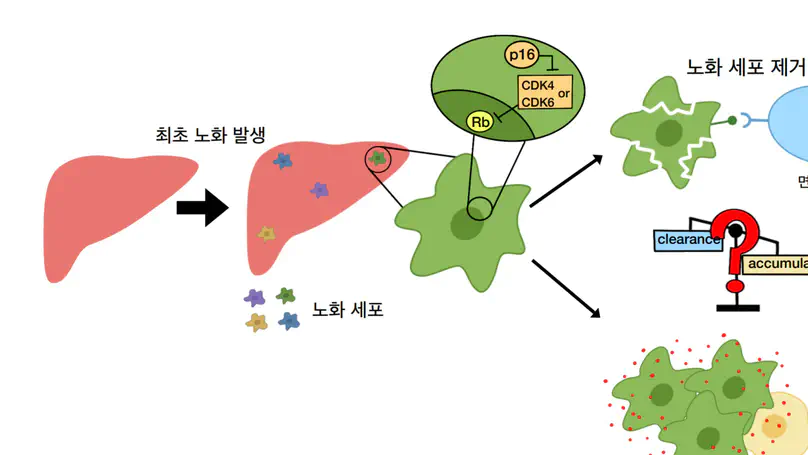 최초 노화 발생
노화 세포
p16
CDK4
or
CDK6
Rb
노화 세포 제거
면
clearance
accumula